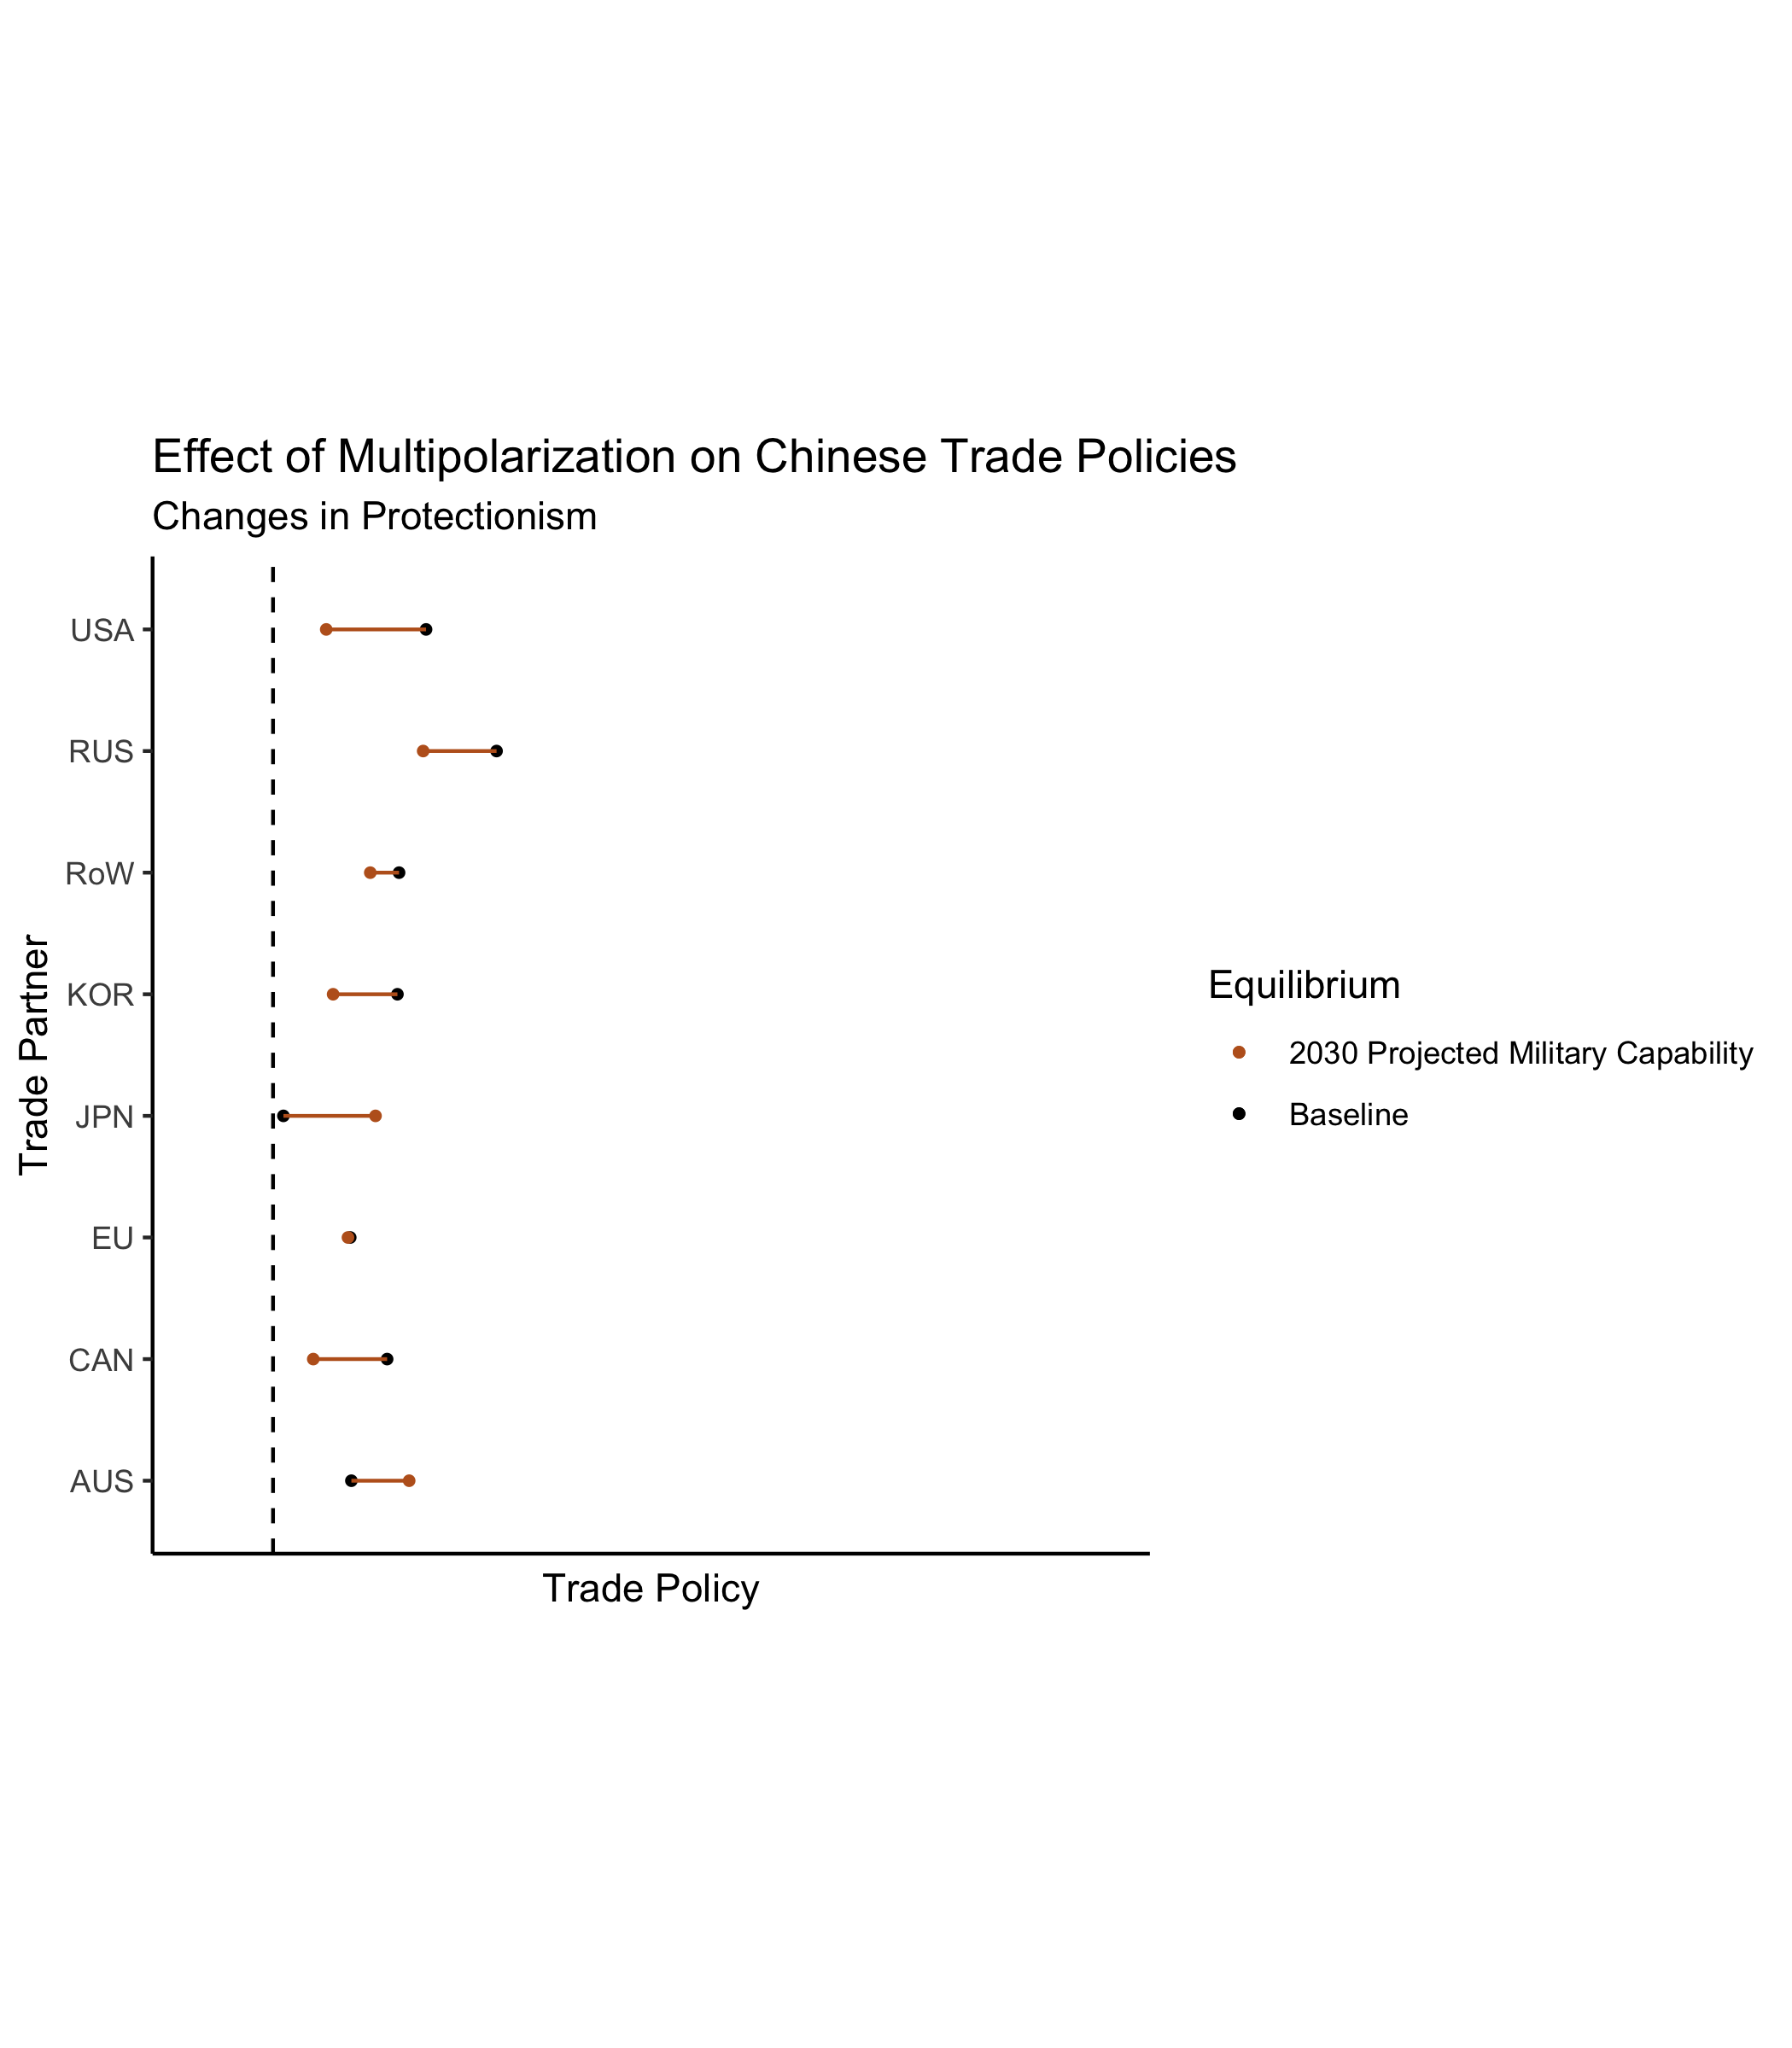 Effect of Multipolarization on Chinese Trade Policies
Changes in Protectionism
Trade Partner
USA
RUS
RoW
KOR
JPN
EU
CAN
AUS
Trade Policy
Equilibrium
2030 Projected Military Capability
Baseline